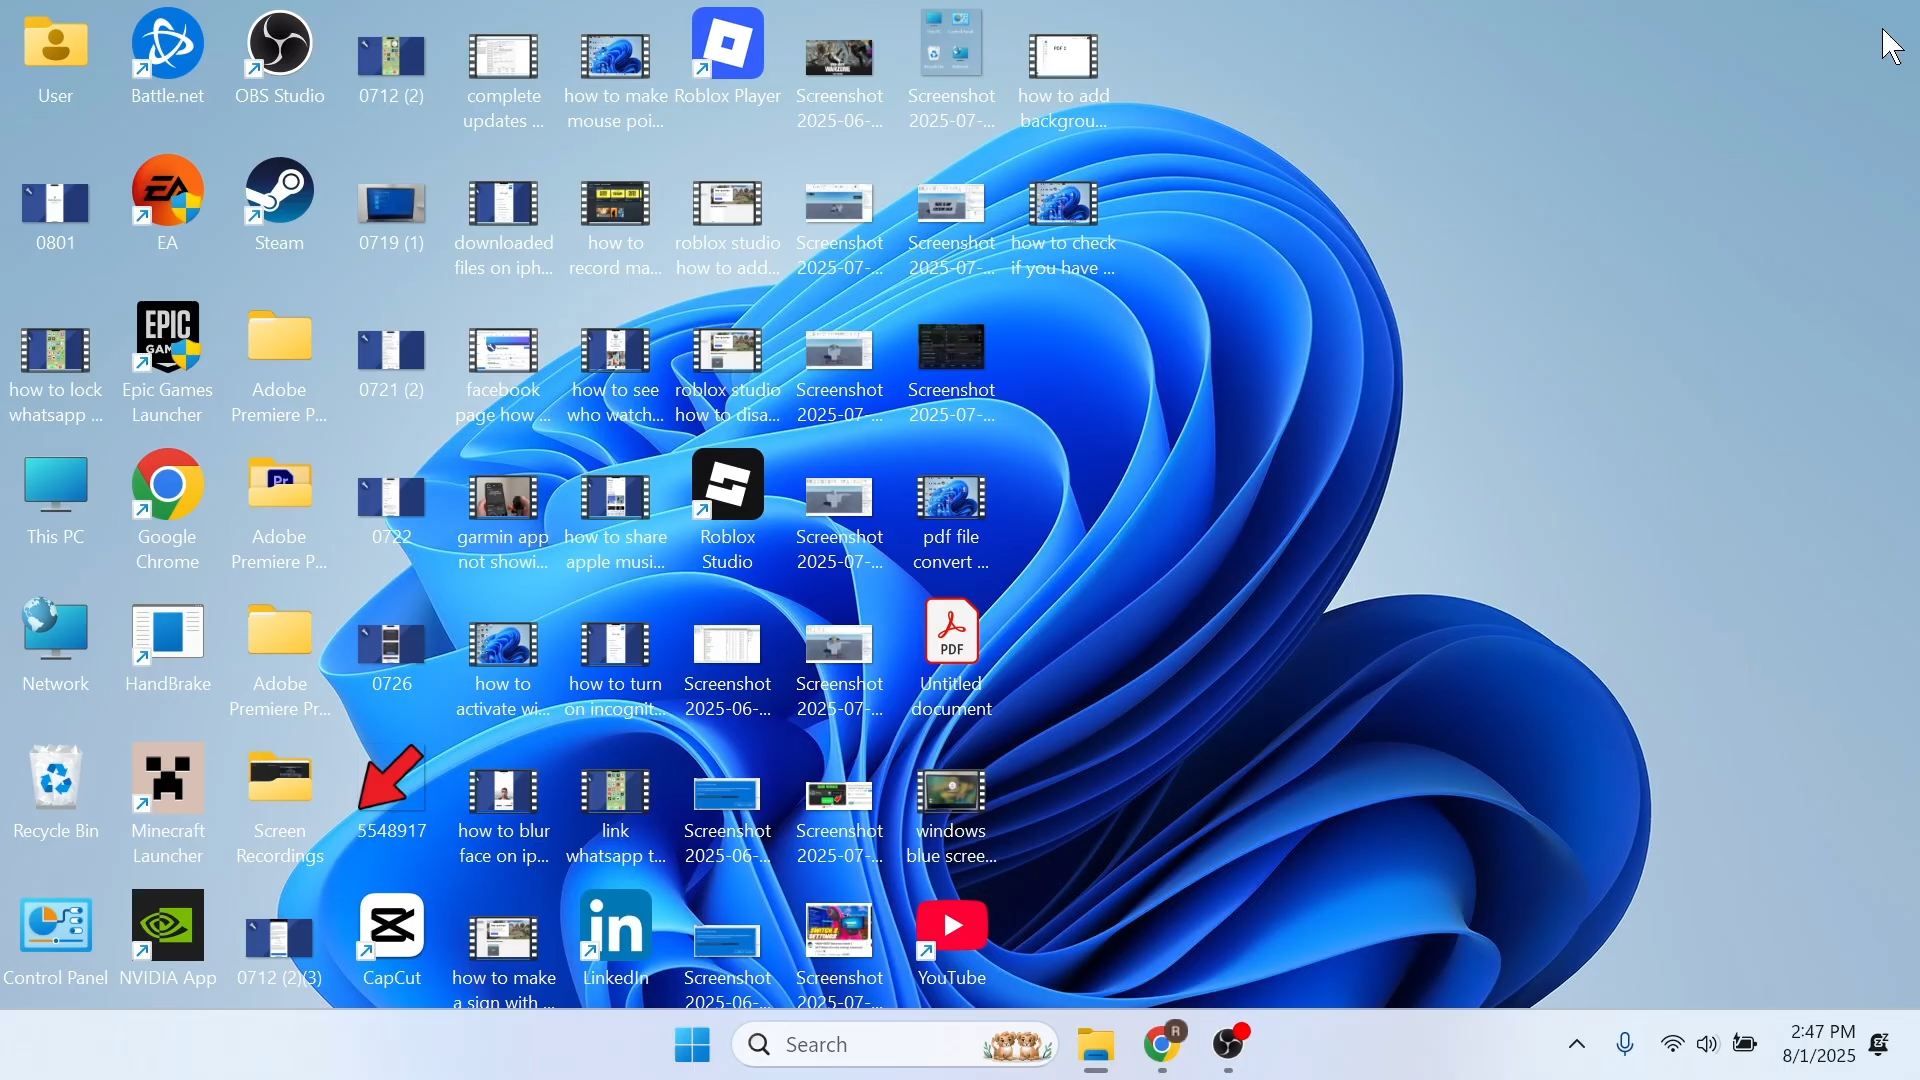 User
Battle.net
OBS Studio
0712 (2)
complete
updates ...
how to make
mouse poi...
Roblox Player
Screenshot
2025-06-...
Screenshot
2025-07-...
how to add
backgrou...
0801
EA
Steam
0719 (1)
downloaded
files on iph...
how to
record ma...
roblox studio
how to add...
Screenshot
2025-07-...
Screenshot
2025-07-...
how to check
if you have ...
how to lock
whatsapp ...
Epic Games
Launcher
Adobe
Premiere P...
0721 (2)
facebook
page how ...
how to see
who watch...
roblox studio
how to disa...
Screenshot
2025-07-...
Screenshot
2025-07-...
This PC
Google
Chrome
Adobe
Premiere P...
0722
garmin app
not showi...
how to share
apple musi...
Roblox
Studio
Screenshot
2025-07-...
pdf file
convert ...
Network
HandBrake
Adobe
Premiere Pr...
0726
how to
activate wi...
how to turn
on incognit...
Screenshot
2025-06-...
Screenshot
2025-07-...
PDF
Untitled
document
Recycle Bin
Minecraft
Launcher
Screen
Recordings
5548917
how to blur
face on ip...
link
whatsapp t...
Screenshot
2025-06-...
Screenshot
2025-07-...
windows
blue scree...
Control Panel
NVIDIA App
0712 (2)(3)
CapCut
how to make
a sign with ...
LinkedIn
Screenshot
2025-06-...
Screenshot
2025-07-...
YouTube
Search
2:47 PM
8/1/2025